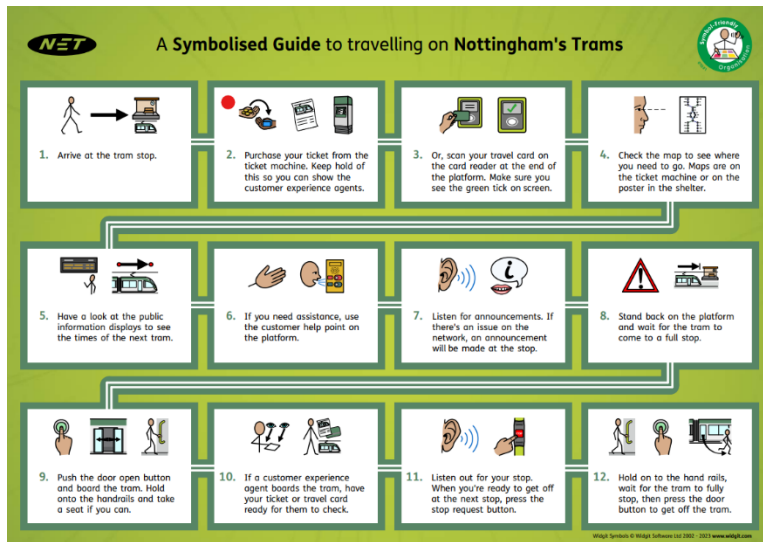 NET
A Symbolised Guide to travelling on Nottingham's Trams
Symbol-Friendly
Organisation
1. Arrive at the tram stop.
2. Purchase your ticket from the
ticket machine. Keep hold of
this so you can show the
customer experience agents.
3. Or, scan your travel card on
the card reader at the end of
the platform. Make sure you
see the green tick on screen.
4. Check the map to see where
you need to go. Maps are on
the ticket machine or on the
poster in the shelter.
5. Have a look at the public
information displays to see
the times of the next tram.
6. If you need assistance, use
the customer help point on
the platform.
7. Listen for announcements. If
there's an issue on the
network, an announcement
will be made at the stop.
8. Stand back on the platform
and wait for the tram to
come to a full stop.
9. Push the door open button
and board the tram. Hold
onto the handrails and take
a seat if you can.
10. If a customer experience
agent boards the tram, have
your ticket or travel card
ready for them to check.
11. Listen out for your stop.
When you're ready to get off
at the next stop, press the
stop request button.
12. Hold on to the hand rails,
wait for the tram to fully
stop, then press the door
button to get off the tram.
Widgit Symbols © Widgit Software Ltd 2002 - 2023 www.widgit.com